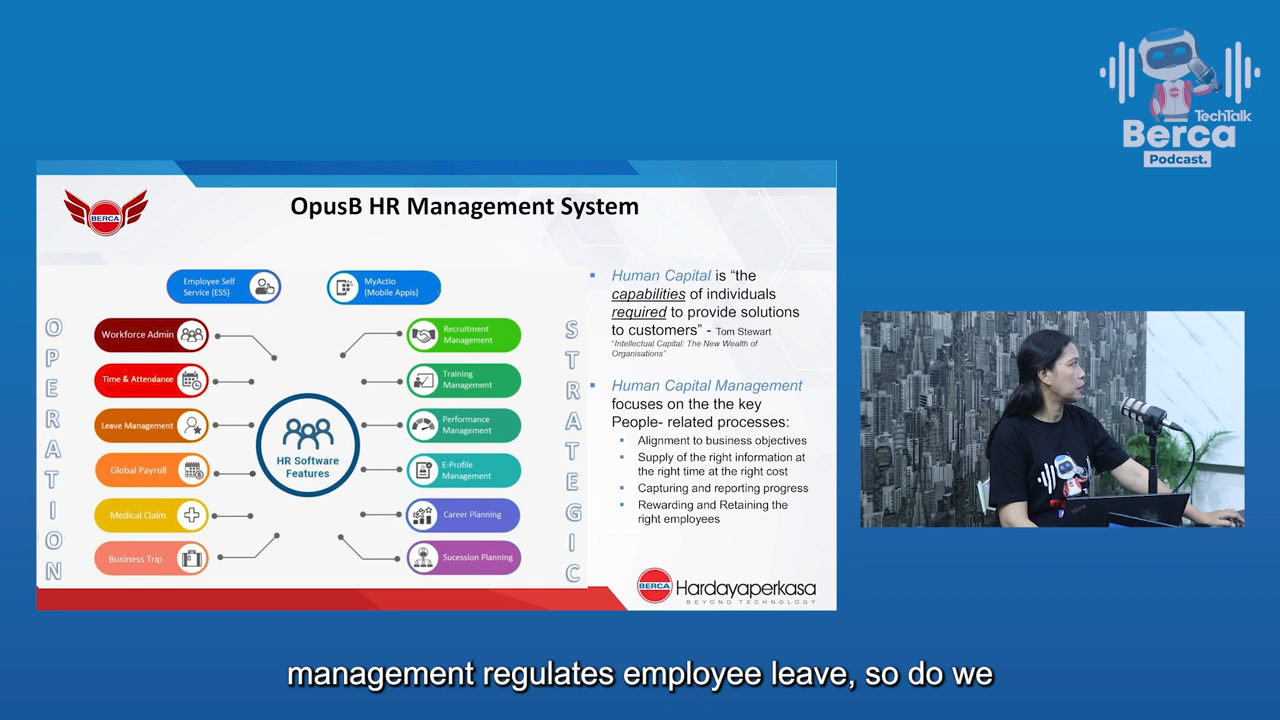 TechTalk
Berca
Podcast.
BERCA
OpusB HR Management System
Employee Self
Service (ESS)
MyActio
(Mobile Appis)
OPERATION
Workforce Admin
Time & Attendance
Leave Management
Global Payroll
Medical Claim
Business Trip
HR Software
Features
Recruitment
Management
Training
Management
Performance
Management
E-Profile
Management
Career Planning
Sucession Planning
STRATEGIC
Human Capital is “the
capabilities of individuals
required to provide solutions
to customers” - Tom Stewart
“Intellectual Capital: The New Wealth of
Organisations”
Human Capital Management
focuses on the the key
People- related processes:
Alignment to business objectives
Supply of the right information at
the right time at the right cost
Capturing and reporting progress
Rewarding and Retaining the
right employees
BERCA
Hardayaperkasa
BEYOND TECHNOLOGY
management regulates employee leave, so do we